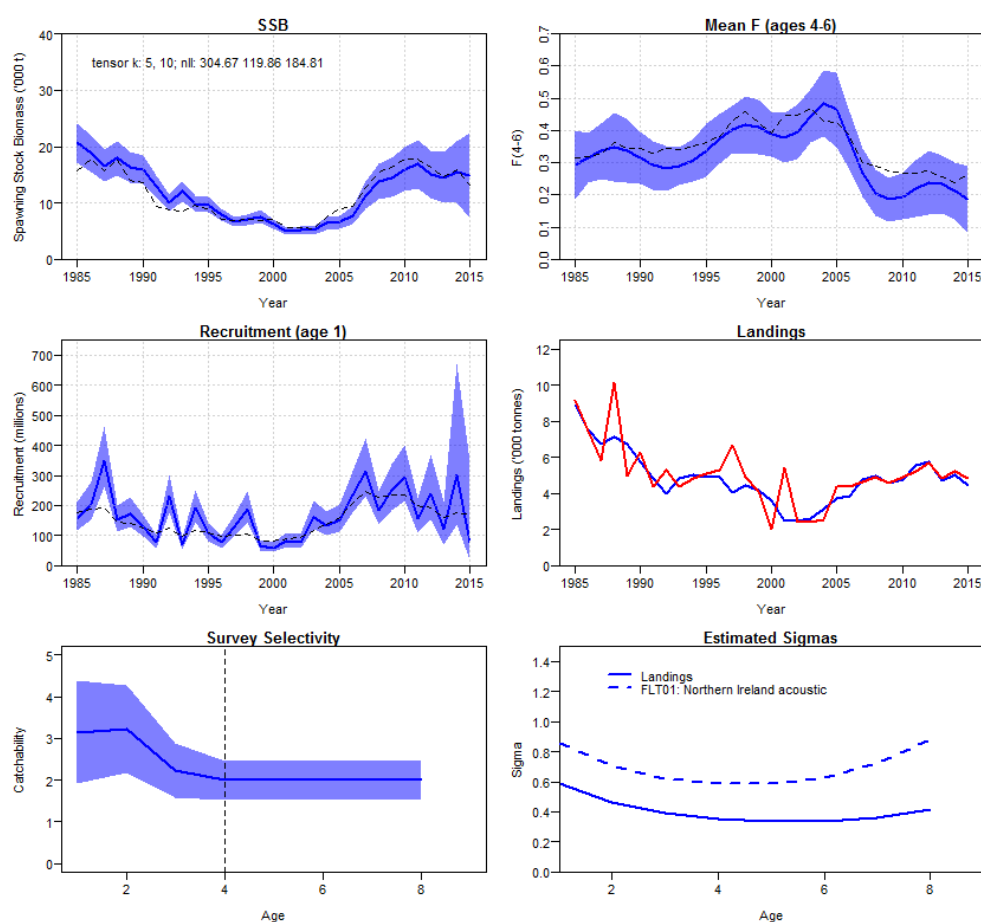 SSB
Spawning Stock Biomass ('000 t)
40
30
20
10
0
tensor k: 5, 10; nll: 304.67 119.86 184.81
1985 1990 1995 2000 2005 2010 2015
Year
Mean F (ages 4-6)
F(4-6)
0.7
0.6
0.5
0.4
0.3
0.2
0.1
0.0
1985 1990 1995 2000 2005 2010 2015
Year
Recruitment (age 1)
Recruitment (millions)
700
600
500
400
300
200
100
0
1985 1990 1995 2000 2005 2010 2015
Year
Landings
Landings ('000 tonnes)
12
10
8
6
4
2
0
1985 1990 1995 2000 2005 2010 2015
Year
Survey Selectivity
Catchability
5
4
3
2
1
0
2 4 6 8
Age
Estimated Sigmas
Sigma
1.4
1.2
1.0
0.8
0.6
0.4
0.2
0.0
Landings
FLT01: Northern Ireland acoustic
2 4 6 8
Age